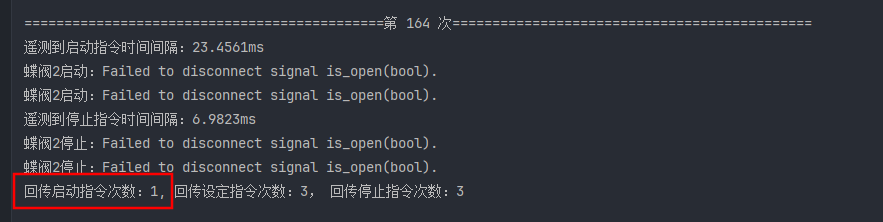 =============================================第 164 次=============================================
遥测到启动指令时间间隔：23.4561ms
蝶阀2启动：Failed to disconnect signal is_open(bool).
蝶阀2启动：Failed to disconnect signal is_open(bool).
遥测到停止指令时间间隔：6.9823ms
蝶阀2停止：Failed to disconnect signal is_open(bool).
蝶阀2停止：Failed to disconnect signal is_open(bool).
回传启动指令次数：1, 回传设定指令次数：3， 回传停止指令次数：3